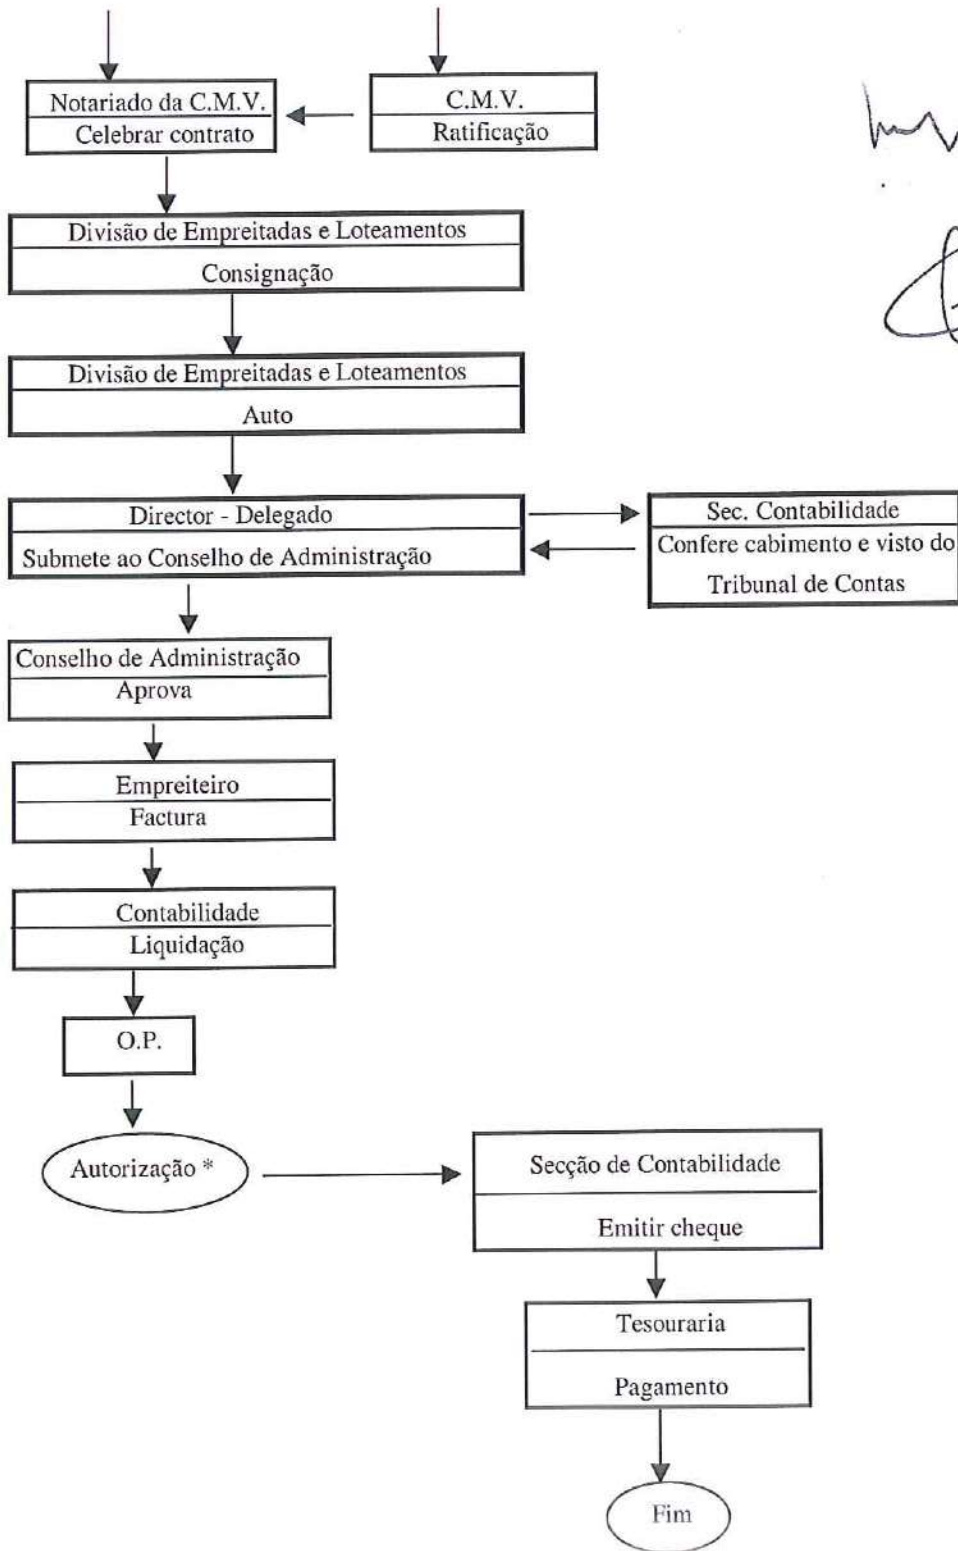 Notariado da C.M.V.
Celebrar contrato
C.M.V.
Ratificação
Divisão de Empreitadas e Loteamentos
Consignação
Divisão de Empreitadas e Loteamentos
Auto
Director - Delegado
Submete ao Conselho de Administração
Sec. Contabilidade
Confere cabimento e visto do
Tribunal de Contas
Conselho de Administração
Aprova
Empreiteiro
Factura
Contabilidade
Liquidação
O.P.
Autorização *
Secção de Contabilidade
Emitir cheque
Tesouraria
Pagamento
Fim